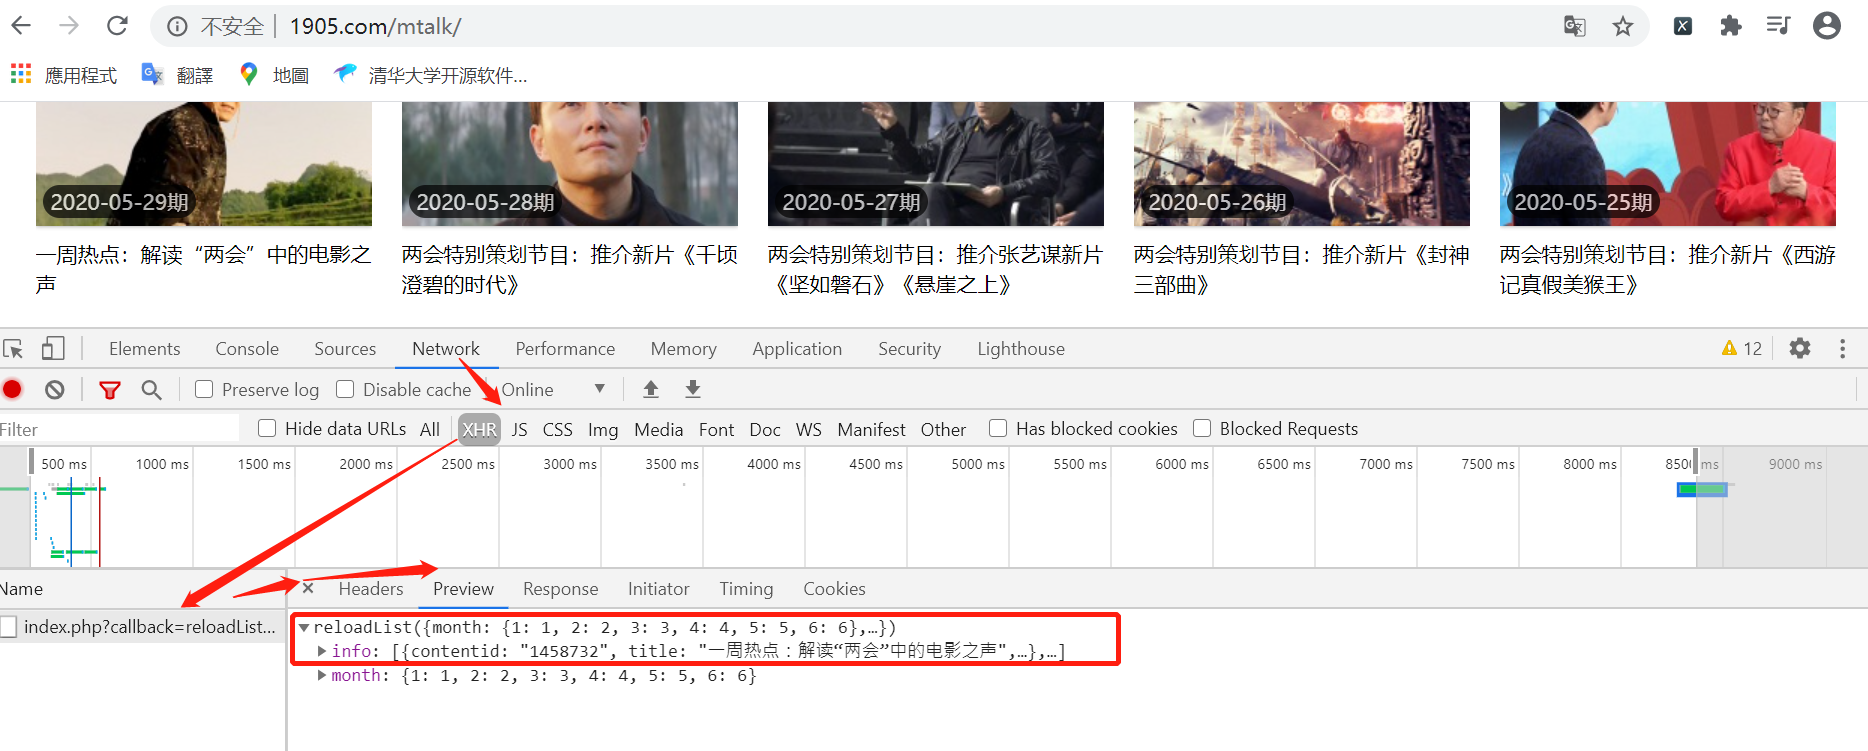 不安全 | 1905.com/mtalk/
應用程式 翻譯 地圖 清华大学开源软件...
2020-05-29期 2020-05-28期 2020-05-27期 2020-05-26期 2020-05-25期
一周热点：解读“两会”中的电影之声
两会特别策划节目：推介新片《千顷澄碧的时代》
两会特别策划节目：推介张艺谋新片《坚如磐石》《悬崖之上》
两会特别策划节目：推介新片《封神三部曲》
两会特别策划节目：推介新片《西游记真假美猴王》
Elements Console Sources Network Performance Memory Application Security Lighthouse 12
Preserve log Disable cache Online
Filter Hide data URLs All XHR JS CSS Img Media Font Doc WS Manifest Other Has blocked cookies Blocked Requests
500 ms 1000 ms 1500 ms 2000 ms 2500 ms 3000 ms 3500 ms 4000 ms 4500 ms 5000 ms 5500 ms 6000 ms 6500 ms 7000 ms 7500 ms 8000 ms 8500 ms 9000 ms
Name × Headers Preview Response Initiator Timing Cookies
index.php?callback=reloadList...
reloadList({month: {1: 1, 2: 2, 3: 3, 4: 4, 5: 5, 6: 6},…})
info: [{contentid: "1458732", title: "一周热点：解读“两会”中的电影之声",…},…]
month: {1: 1, 2: 2, 3: 3, 4: 4, 5: 5, 6: 6}